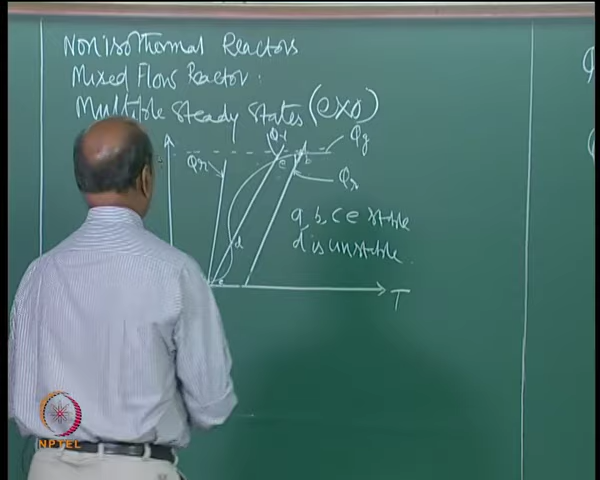 Nonisothermal Reactors
Mixed Flow Reactor:
Multiple Steady States (exo)
Qr
Qr
Qg
c
b
Qr
a, b, c e stable
d
d is unstable.
e
T
NPTEL